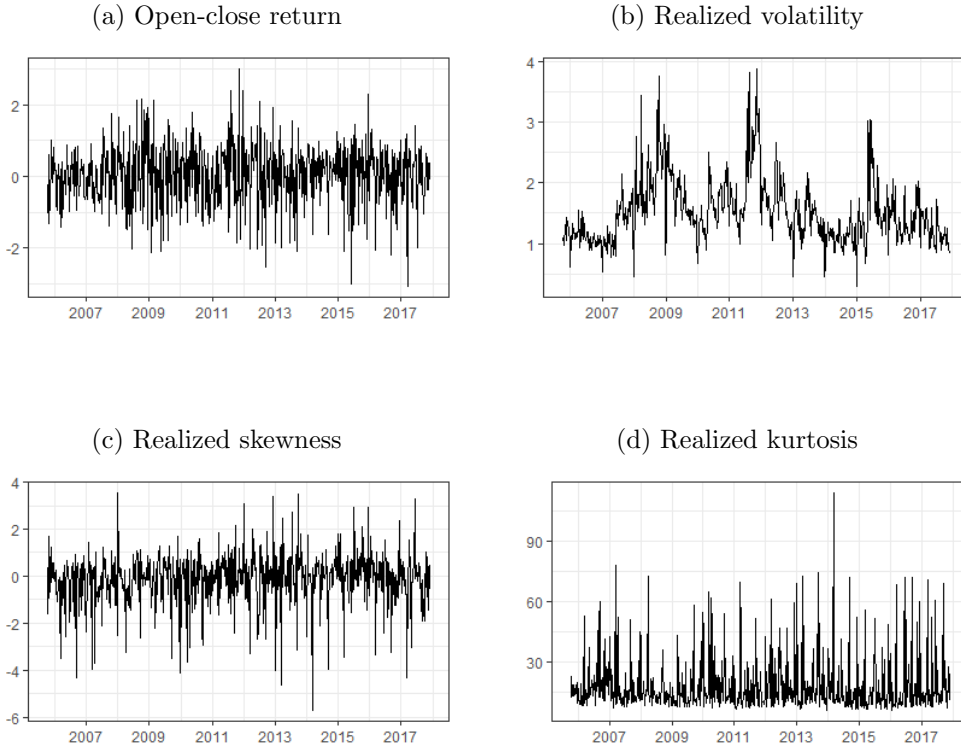 (a) Open-close return
(b) Realized volatility
2
0
-2
2007 2009 2011 2013 2015 2017
4
3
2
1
2007 2009 2011 2013 2015 2017
(c) Realized skewness
(d) Realized kurtosis
4
2
0
-2
-4
-6
2007 2009 2011 2013 2015 2017
90
60
30
2007 2009 2011 2013 2015 2017